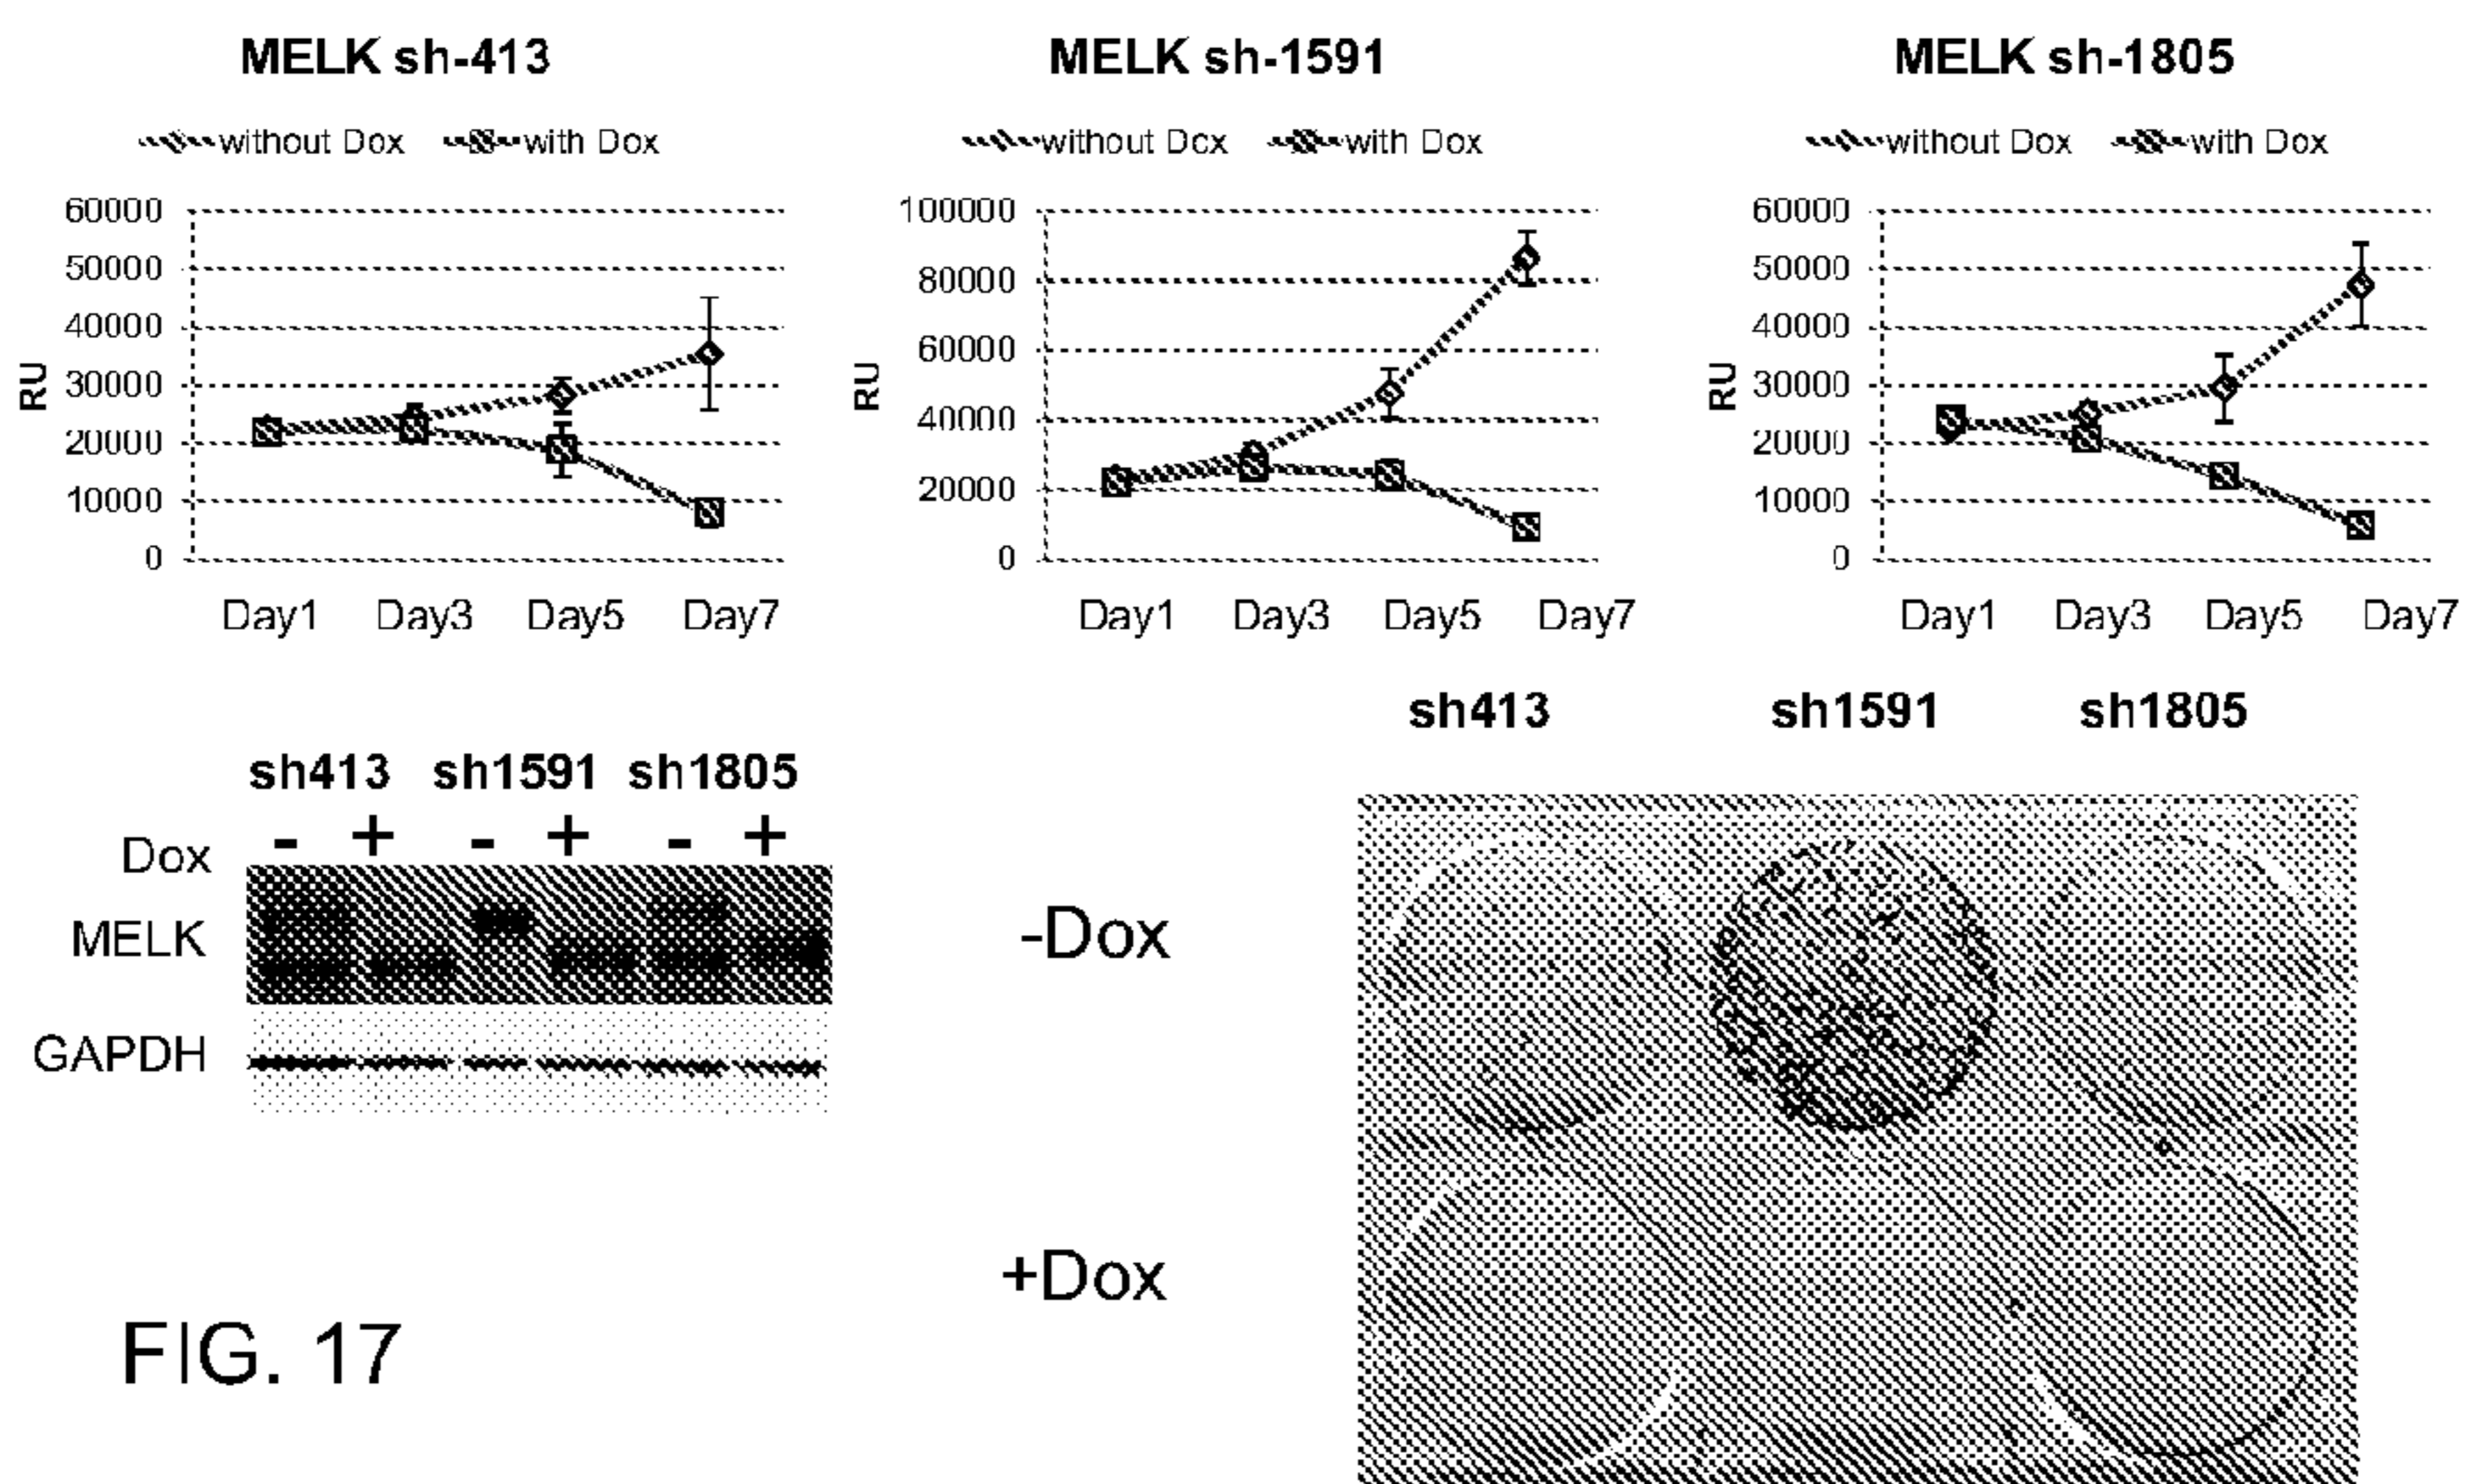 MELK sh-413
without Dox with Dox
60000
50000
40000
30000
20000
10000
0
RU
Day1 Day3 Day5 Day7
MELK sh-1591
without Dcx with Dox
100000
80000
60000
40000
20000
0
RU
Day1 Day3 Day5 Day7
MELK sh-1805
without Dox with Dox
60000
50000
40000
30000
20000
10000
0
RU
Day1 Day3 Day5 Day7
sh413 sh1591 sh1805
Dox - + - + - +
MELK
GAPDH
sh413 sh1591 sh1805
-Dox
+Dox
FIG. 17